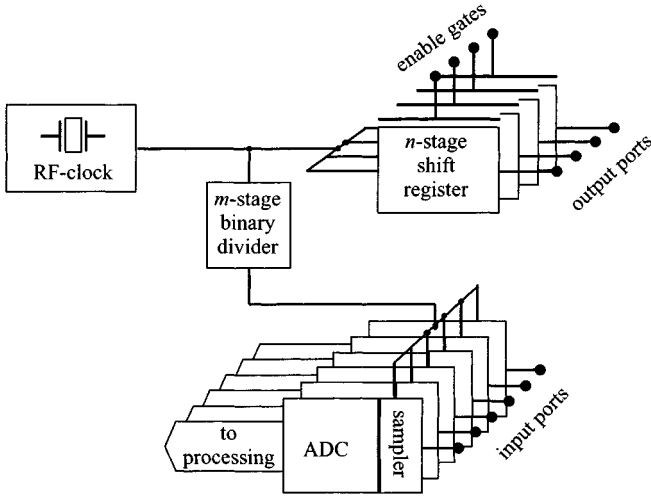 enable gates
RF-clock
n-stage
shift
register
output ports
m-stage
binary
divider
input ports
to
processing
ADC
sampler